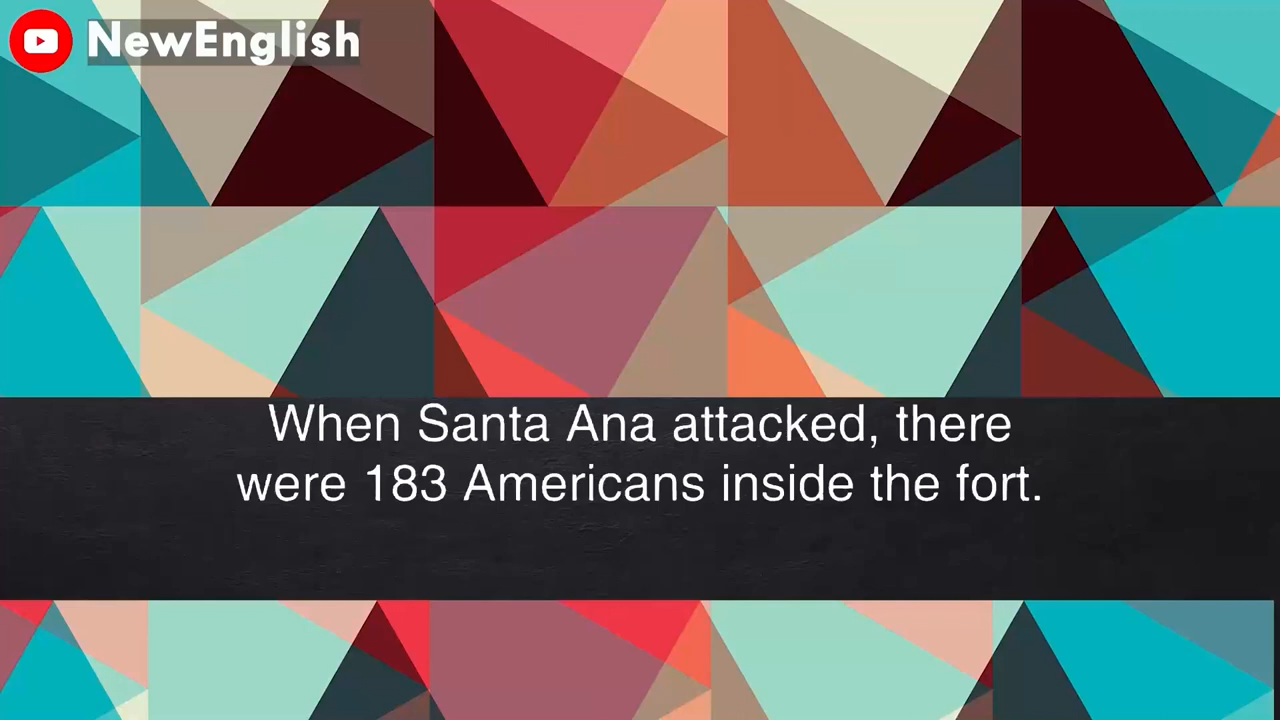 NewEnglish
When Santa Ana attacked, there
were 183 Americans inside the fort.